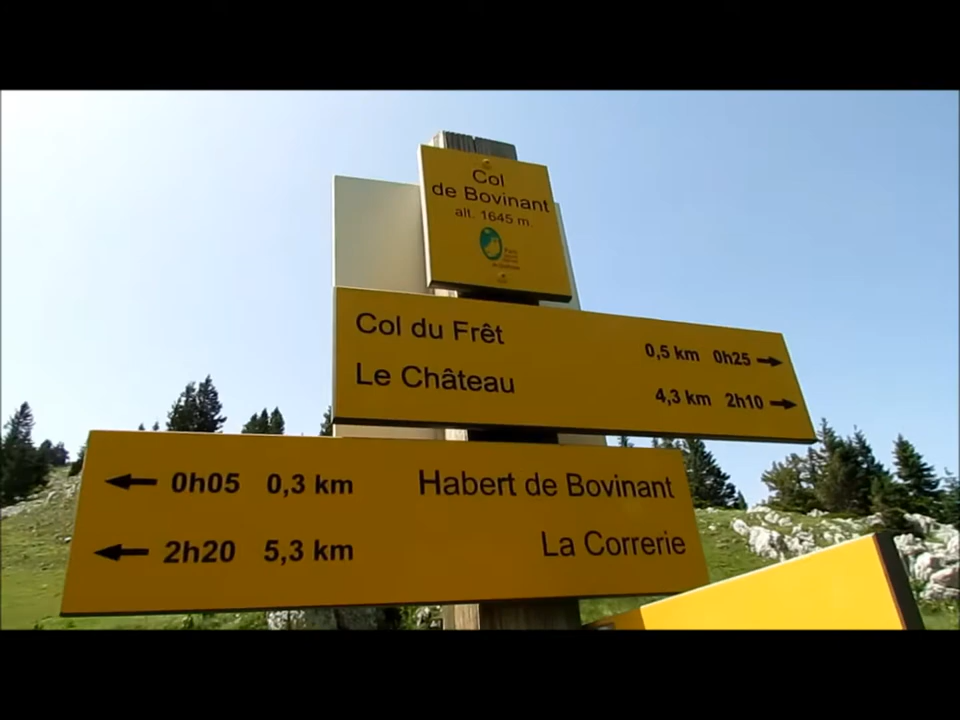 Col
de Bovinant
alt. 1645 m
Col du Frêt 0,5 km 0h25
Le Château 4,3 km 2h10
0h05 0,3 km Habert de Bovinant
2h20 5,3 km La Correrie